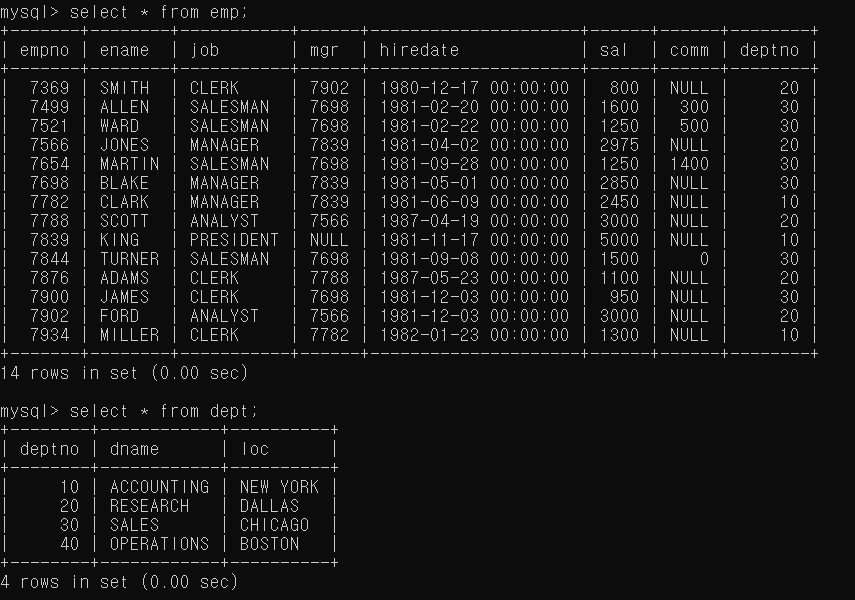 mysql> select * from emp;
+-------+--------+-----------+------+---------------------+------+------+--------+
| empno | ename  | job       | mgr  | hiredate            | sal  | comm | deptno |
+-------+--------+-----------+------+---------------------+------+------+--------+
|  7369 | SMITH  | CLERK     | 7902 | 1980-12-17 00:00:00 |  800 | NULL |     20 |
|  7499 | ALLEN  | SALESMAN  | 7698 | 1981-02-20 00:00:00 | 1600 |  300 |     30 |
|  7521 | WARD   | SALESMAN  | 7698 | 1981-02-22 00:00:00 | 1250 |  500 |     30 |
|  7566 | JONES  | MANAGER   | 7839 | 1981-04-02 00:00:00 | 2975 | NULL |     20 |
|  7654 | MARTIN | SALESMAN  | 7698 | 1981-09-28 00:00:00 | 1250 | 1400 |     30 |
|  7698 | BLAKE  | MANAGER   | 7839 | 1981-05-01 00:00:00 | 2850 | NULL |     30 |
|  7782 | CLARK  | MANAGER   | 7839 | 1981-06-09 00:00:00 | 2450 | NULL |     10 |
|  7788 | SCOTT  | ANALYST   | 7566 | 1987-04-19 00:00:00 | 3000 | NULL |     20 |
|  7839 | KING   | PRESIDENT | NULL | 1981-11-17 00:00:00 | 5000 | NULL |     10 |
|  7844 | TURNER | SALESMAN  | 7698 | 1981-09-08 00:00:00 | 1500 |    0 |     30 |
|  7876 | ADAMS  | CLERK     | 7788 | 1987-05-23 00:00:00 | 1100 | NULL |     20 |
|  7900 | JAMES  | CLERK     | 7698 | 1981-12-03 00:00:00 |  950 | NULL |     30 |
|  7902 | FORD   | ANALYST   | 7566 | 1981-12-03 00:00:00 | 3000 | NULL |     20 |
|  7934 | MILLER | CLERK     | 7782 | 1982-01-23 00:00:00 | 1300 | NULL |     10 |
+-------+--------+-----------+------+---------------------+------+------+--------+
14 rows in set (0.00 sec)
mysql> select * from dept;
+--------+------------+----------+
| deptno | dname      | loc      |
+--------+------------+----------+
|     10 | ACCOUNTING | NEW YORK |
|     20 | RESEARCH   | DALLAS   |
|     30 | SALES      | CHICAGO  |
|     40 | OPERATIONS | BOSTON   |
+--------+------------+----------+
4 rows in set (0.00 sec)